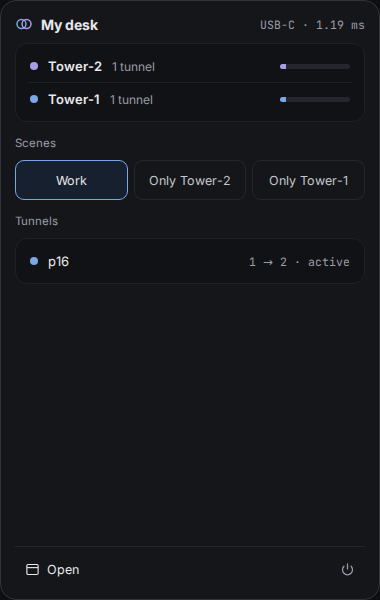 My desk USB-C · 1.19 ms
Tower-2 1 tunnel
Tower-1 1 tunnel
Scenes
Work Only Tower-2 Only Tower-1
Tunnels
p16 1 → 2 · active
Open